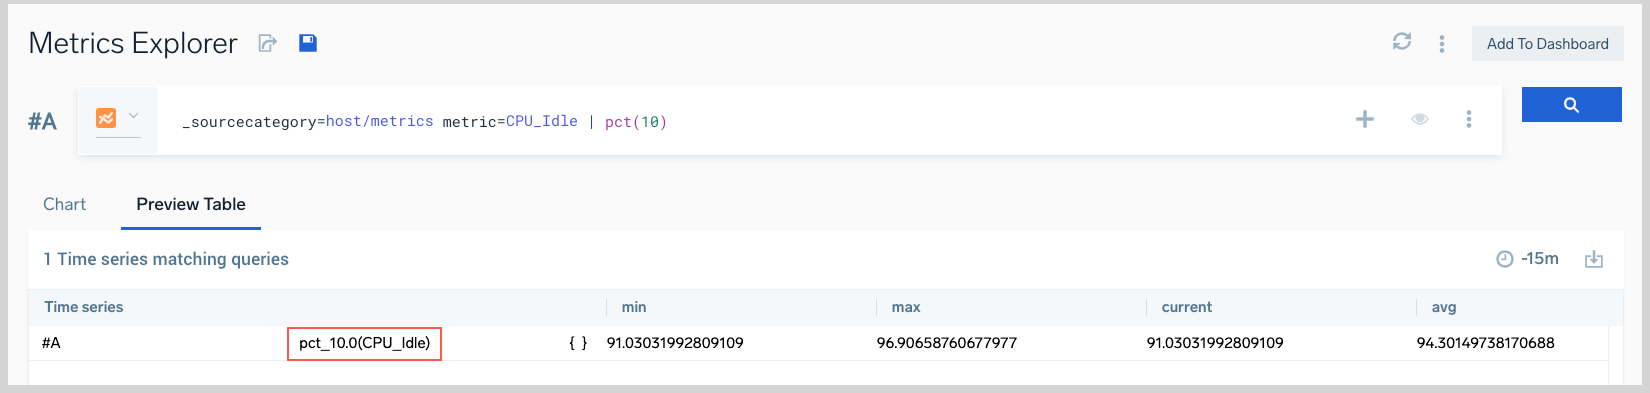 Metrics Explorer
Add To Dashboard
#A
_sourcecategory=host/metrics metric=CPU_Idle | pct(10)
Chart Preview Table
1 Time series matching queries
-15m
Time series min max current avg
#A pct_10.0(CPU_Idle) { } 91.03031992809109 96.90658760677977 91.03031992809109 94.30149738170688